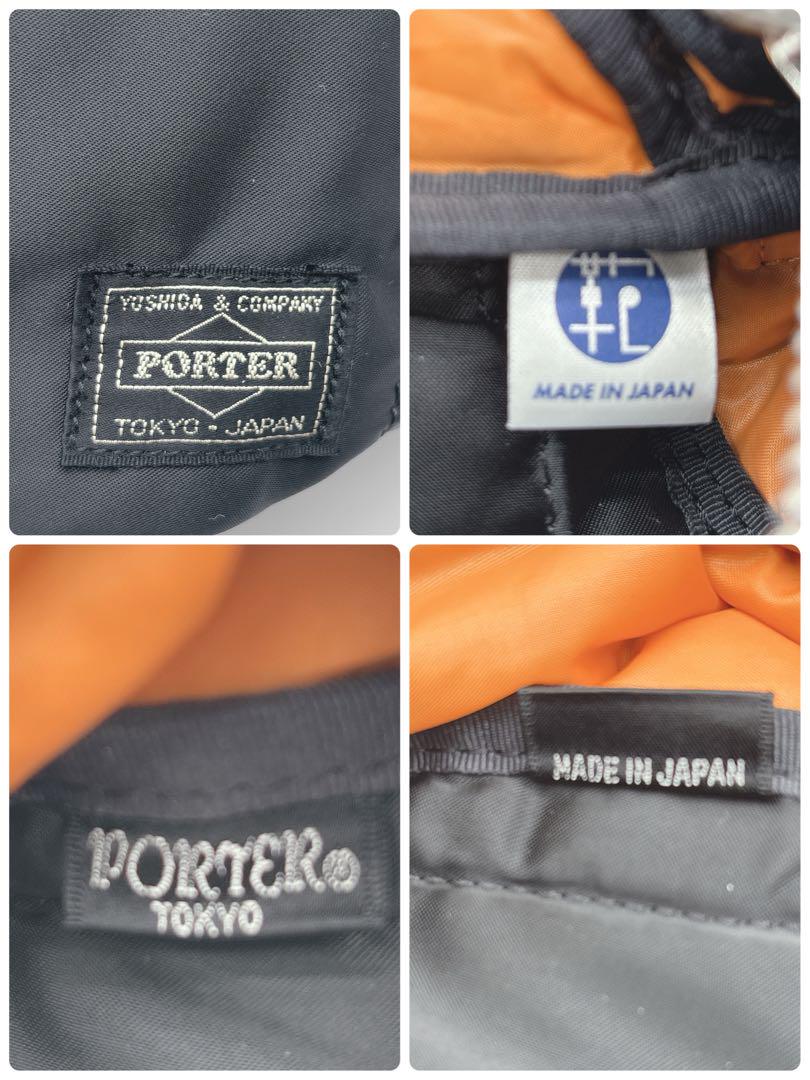 YOSHIDA & COMPANY
PORTER
TOKYO - JAPAN
MADE IN JAPAN
PORTER®
TOKYO
MADE IN JAPAN